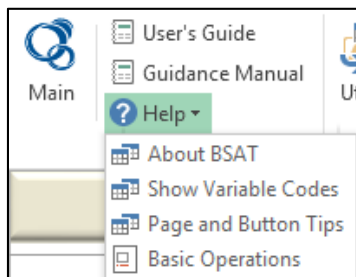 Main
User's Guide
Guidance Manual
Help
About BSAT
Show Variable Codes
Page and Button Tips
Basic Operations